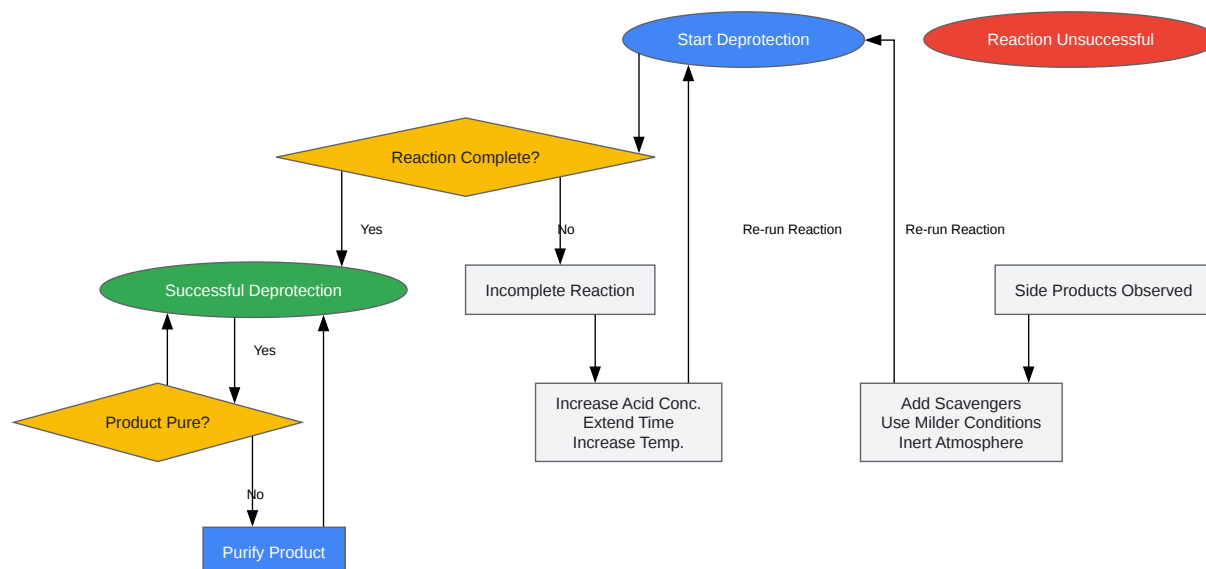 Start Deprotection
Reaction Unsuccessful
Reaction Complete?
Yes
No
Re-run Reaction
Re-run Reaction
Successful Deprotection
Incomplete Reaction
Side Products Observed
Yes
Product Pure?
Increase Acid Conc.
Extend Time
Increase Temp.
Add Scavengers
Use Milder Conditions
Inert Atmosphere
No
Purify Product